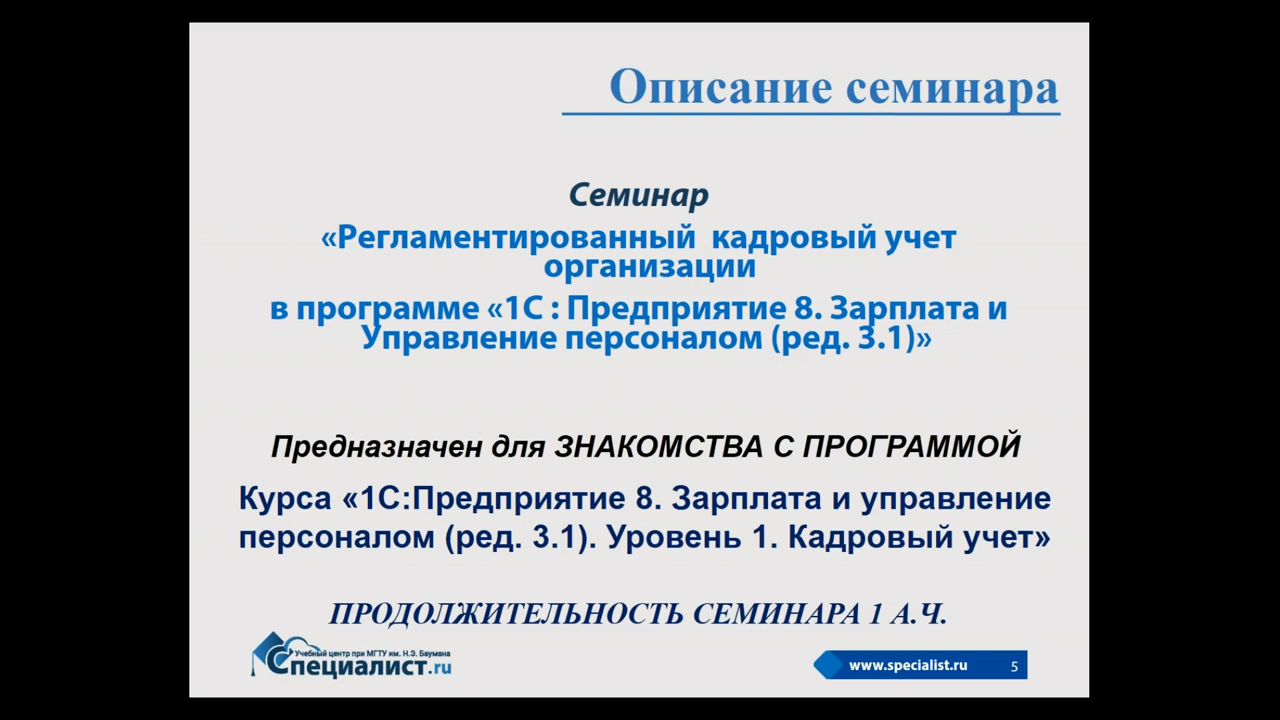 Описание семинара
Семинар
«Регламентированный кадровый учет
организации
в программе «1С : Предприятие 8. Зарплата и
Управление персоналом (ред. 3.1)»
Предназначен для ЗНАКОМСТВА С ПРОГРАММОЙ
Курса «1С:Предприятие 8. Зарплата и управление
персоналом (ред. 3.1). Уровень 1. Кадровый учет»
ПРОДОЛЖИТЕЛЬНОСТЬ СЕМИНАРА 1 А.Ч.
Учебный центр при МГТУ им. Н.Э. Баумана
Специалист.ru
www.specialist.ru 5